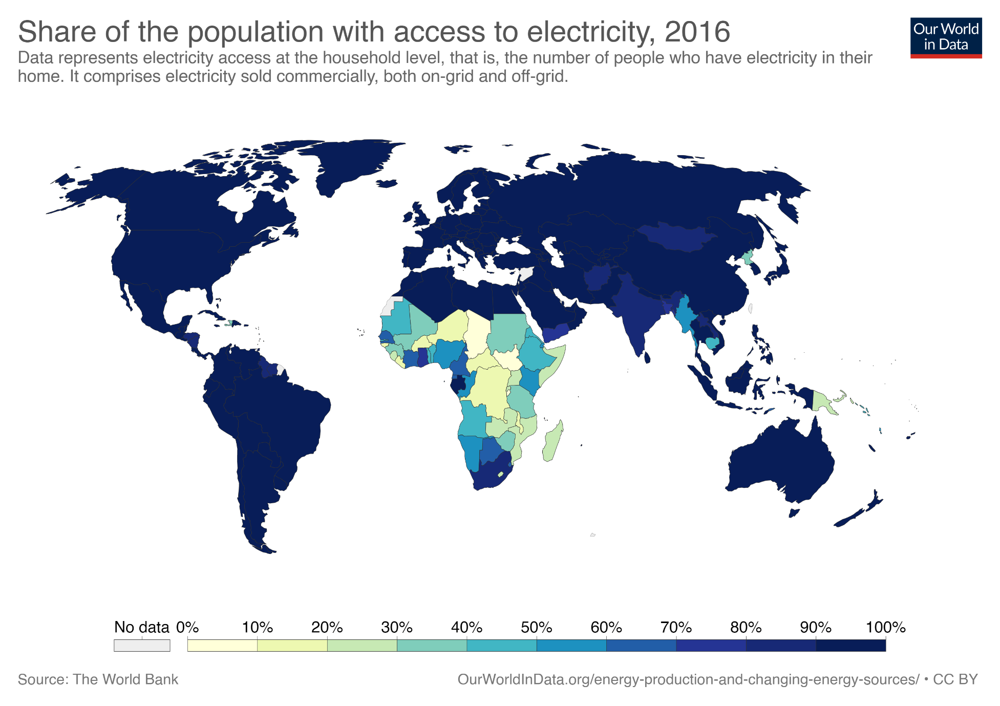 Share of the population with access to electricity, 2016
Our World
in Data
Data represents electricity access at the household level, that is, the number of people who have electricity in their
home. It comprises electricity sold commercially, both on-grid and off-grid.
No data 0% 10% 20% 30% 40% 50% 60% 70% 80% 90% 100%
Source: The World Bank
OurWorldInData.org/energy-production-and-changing-energy-sources/ • CC BY